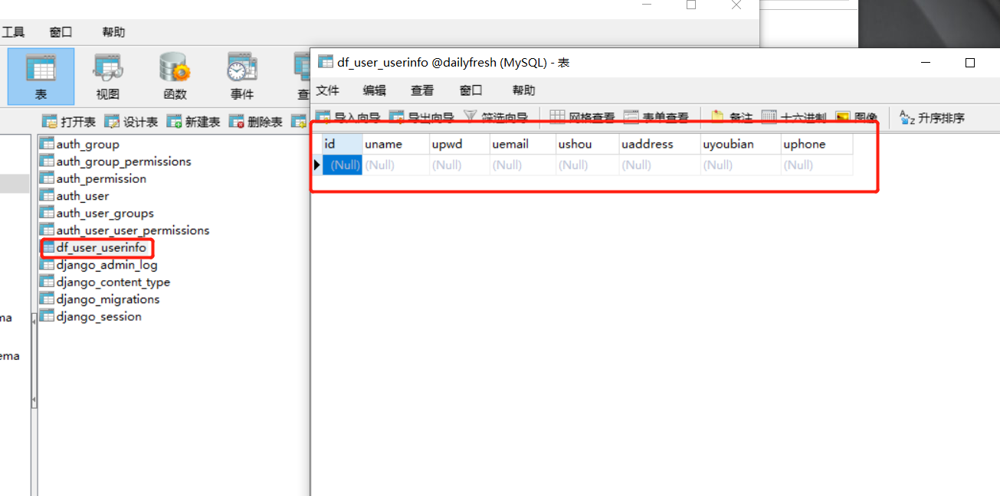 工具 窗口 帮助
表 视图 函数 事件 查
打开表 设计表 新建表 删除表
auth_group
auth_group_permissions
auth_permission
auth_user
auth_user_groups
auth_user_user_permissions
df_user_userinfo
django_admin_log
django_content_type
django_migrations
django_session
ma
ema
df_user_userinfo @dailyfresh (MySQL) - 表
文件 编辑 查看 窗口 帮助
导入向导 导出向导 筛选向导 网格查看 表单查看 备注 十六进制 图像 升序排序
id uname upwd uemail ushou uaddress uyoubian uphone
(Null) (Null) (Null) (Null) (Null) (Null) (Null) (Null)